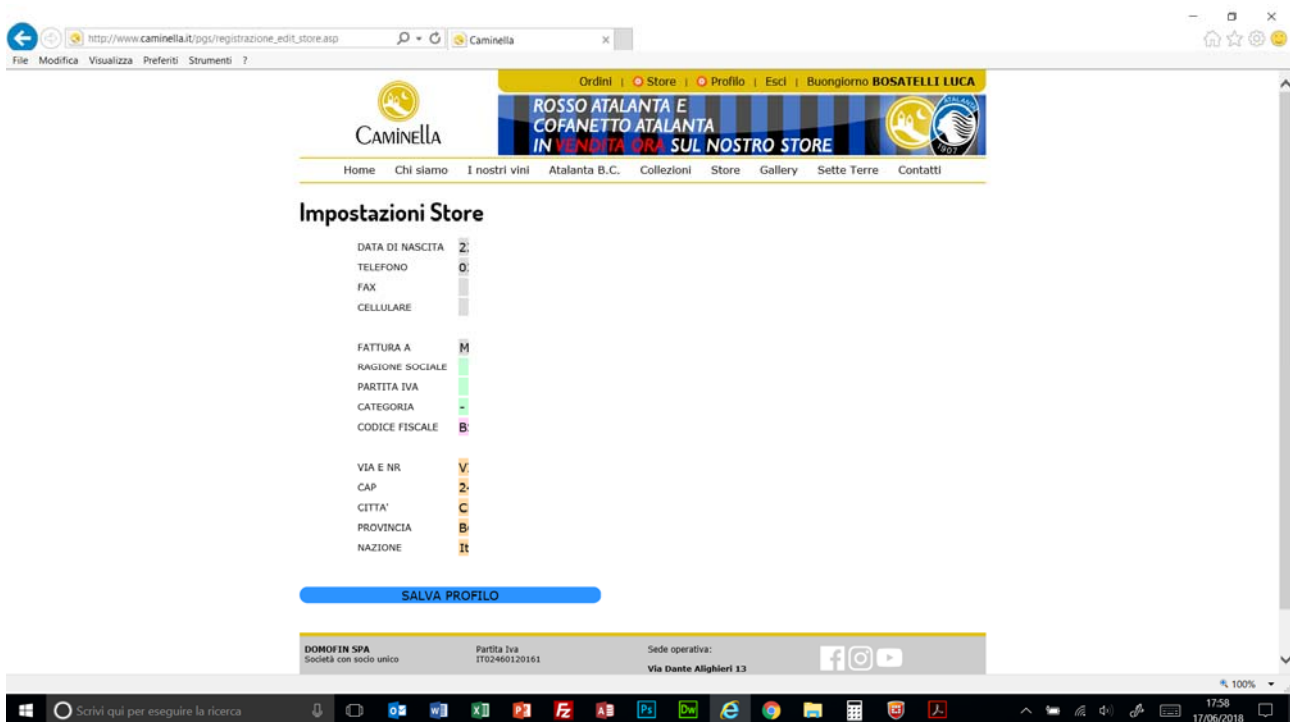 http://www.caminella.it/pgs/registrazione_edit_store.asp
Caminella
File Modifica Visualizza Preferiti Strumenti ?
Ordini | Store | Profilo | Esci | Buongiorno BOSATELLI LUCA
CAMINELLA
ROSSO ATALANTA E
COFANETTO ATALANTA
IN VENDITA ORA SUL NOSTRO STORE
ATALANTA
1907
Home Chi siamo I nostri vini Atalanta B.C. Collezioni Store Gallery Sette Terre Contatti
Impostazioni Store
DATA DI NASCITA 2
TELEFONO 0
FAX
CELLULARE
FATTURA A M
RAGIONE SOCIALE
PARTITA IVA
CATEGORIA -
CODICE FISCALE B
VIA E NR V
CAP 2
CITTA' C
PROVINCIA B
NAZIONE It
SALVA PROFILO
DOMOFIN SPA Partita Iva Sede operativa:
Società con socio unico IT02460120161
Via Dante Alighieri 13
100%
Scrivi qui per eseguire la ricerca
17:58
17/06/2018